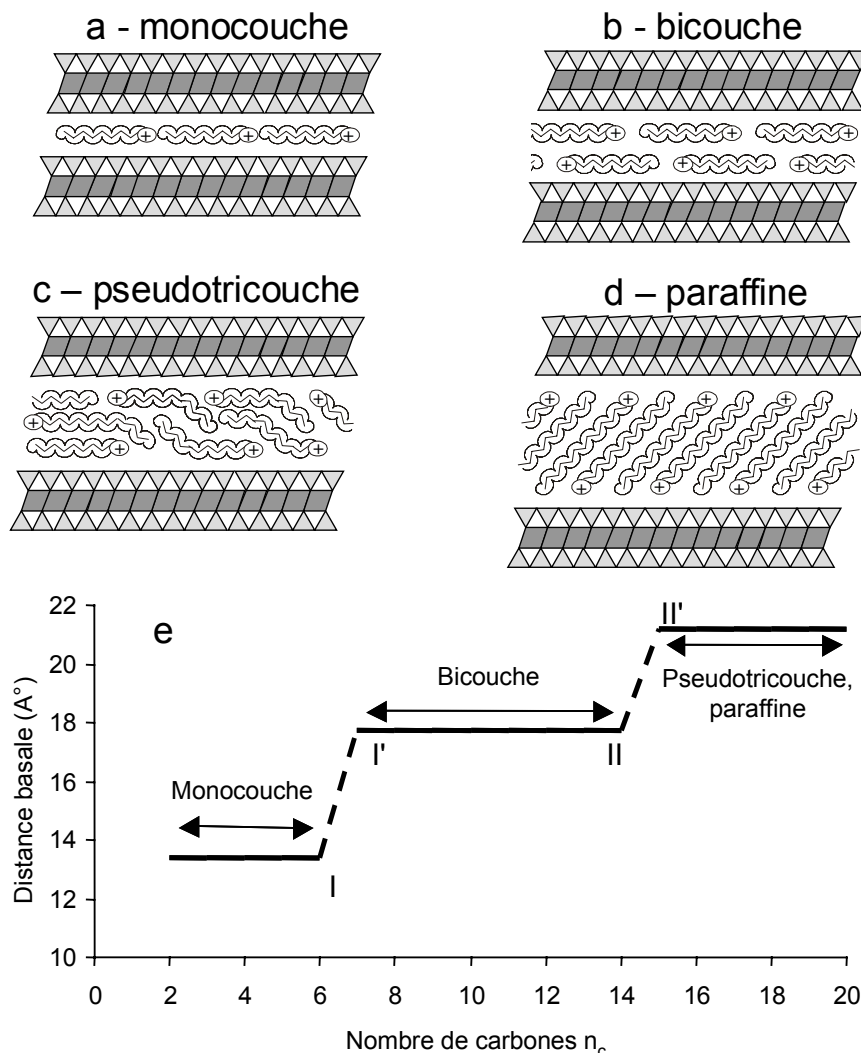 a - monocouche
b - bicouche
c – pseudotricouche
d – paraffine
e
Distance basale (A°)
22
20
18
16
14
12
10
Monocouche
I
Bicouche
I'
II
II'
Pseudotricouche,
paraffine
0 2 4 6 8 10 12 14 16 18 20
Nombre de carbones n_c